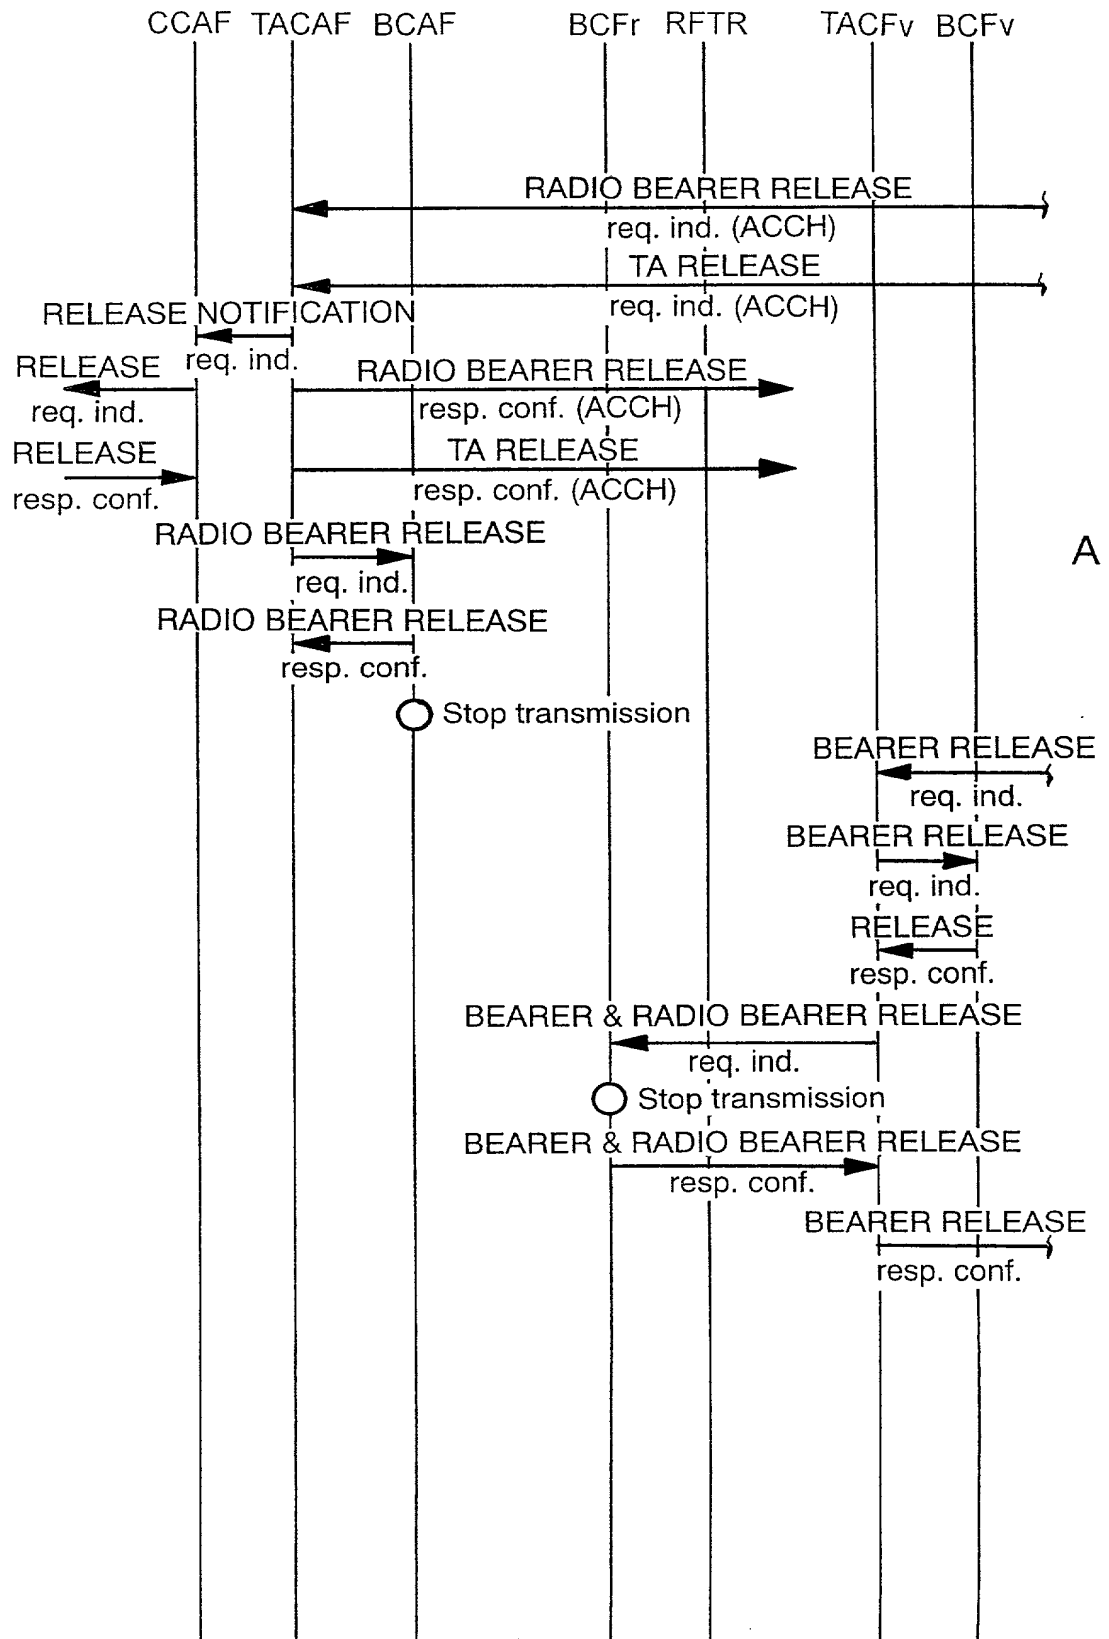 CCAF TACAF BCAF BCFr RFTR TACFv BCFv
RADIO BEARER RELEASE
req. ind. (ACCH)
TA RELEASE
req. ind. (ACCH)
RELEASE NOTIFICATION
req. ind.
RELEASE
req. ind.
RADIO BEARER RELEASE
resp. conf. (ACCH)
RELEASE
resp. conf.
TA RELEASE
resp. conf. (ACCH)
RADIO BEARER RELEASE
req. ind.
A
RADIO BEARER RELEASE
resp. conf.
Stop transmission
BEARER RELEASE
req. ind.
BEARER RELEASE
req. ind.
RELEASE
resp. conf.
BEARER & RADIO BEARER RELEASE
req. ind.
Stop transmission
BEARER & RADIO BEARER RELEASE
resp. conf.
BEARER RELEASE
resp. conf.